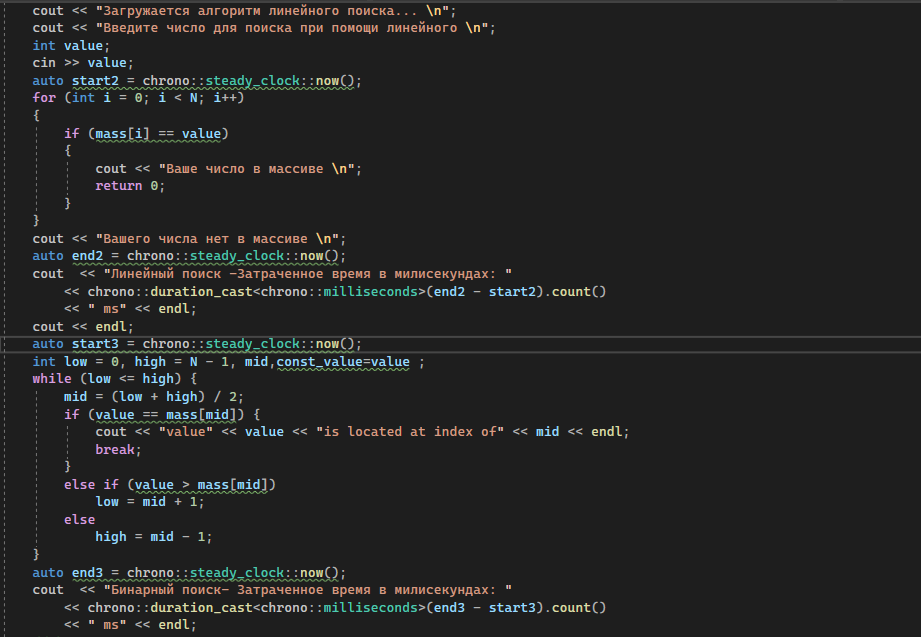 cout << "Загружается алгоритм линейного поиска... \n";
cout << "Введите число для поиска при помощи линейного \n";
int value;
cin >> value;
auto start2 = chrono::steady_clock::now();
for (int i = 0; i < N; i++)
{
if (mass[i] == value)
{
cout << "Ваше число в массиве \n";
return 0;
}
}
cout << "Вашего числа нет в массиве \n";
auto end2 = chrono::steady_clock::now();
cout  << "Линейный поиск -Затраченное время в милисекундах: "
<< chrono::duration_cast<chrono::milliseconds>(end2 - start2).count()
<< " ms" << endl;
cout << endl;
auto start3 = chrono::steady_clock::now();
int low = 0, high = N - 1, mid,const_value=value ;
while (low <= high) {
mid = (low + high) / 2;
if (value == mass[mid]) {
cout << "value" << value << "is located at index of" << mid << endl;
break;
}
else if (value > mass[mid])
low = mid + 1;
else
high = mid - 1;
}
auto end3 = chrono::steady_clock::now();
cout  << "Бинарный поиск- Затраченное время в милисекундах: "
<< chrono::duration_cast<chrono::milliseconds>(end3 - start3).count()
<< " ms" << endl;